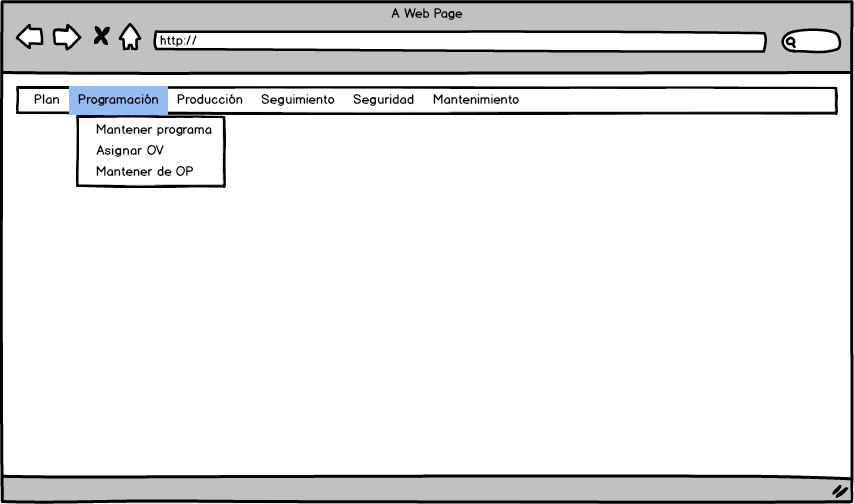 A Web Page
http://
Plan Programación Producción Seguimiento Seguridad Mantenimiento
Mantener programa
Asignar OV
Mantener de OP